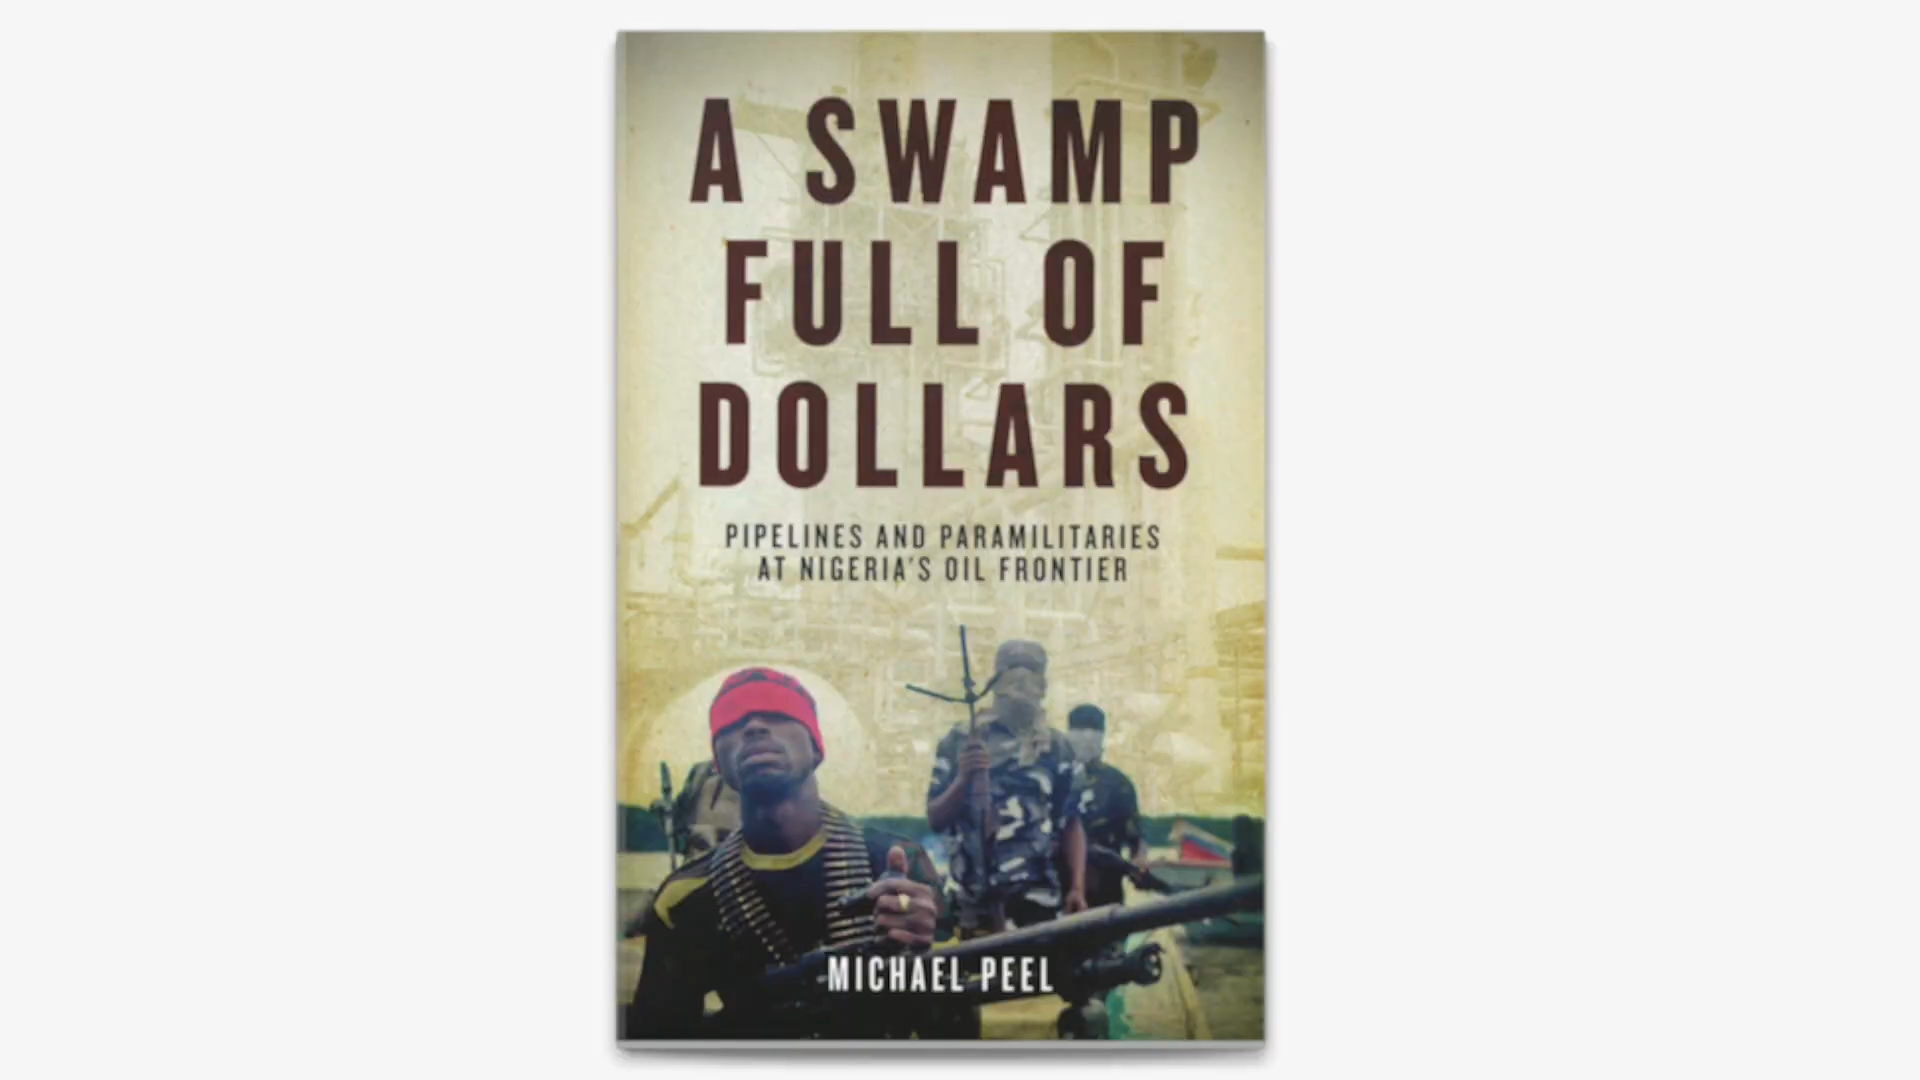 A SWAMP
FULL OF
DOLLARS
PIPELINES AND PARAMILITARIES
AT NIGERIA'S OIL FRONTIER
MICHAEL PEEL